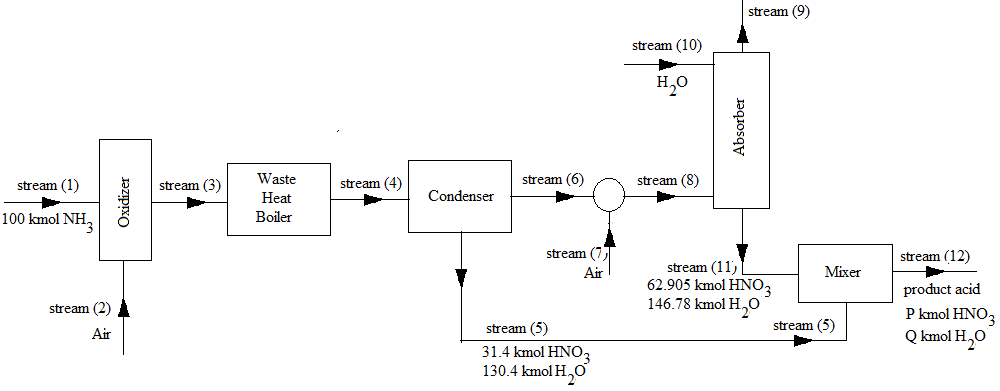 stream (9)
stream (10)
H2O
Absorber
stream (1)
100 kmol NH3
Oxidizer
stream (3)
Waste
Heat
Boiler
stream (4)
Condenser
stream (6)
stream (8)
stream (7)
Air
stream (2)
Air
stream (11)
62.905 kmol HNO3
146.78 kmol H2O
Mixer
stream (12)
product acid
P kmol HNO3
Q kmol H2O
stream (5)
31.4 kmol HNO3
130.4 kmol H2O
stream (5)